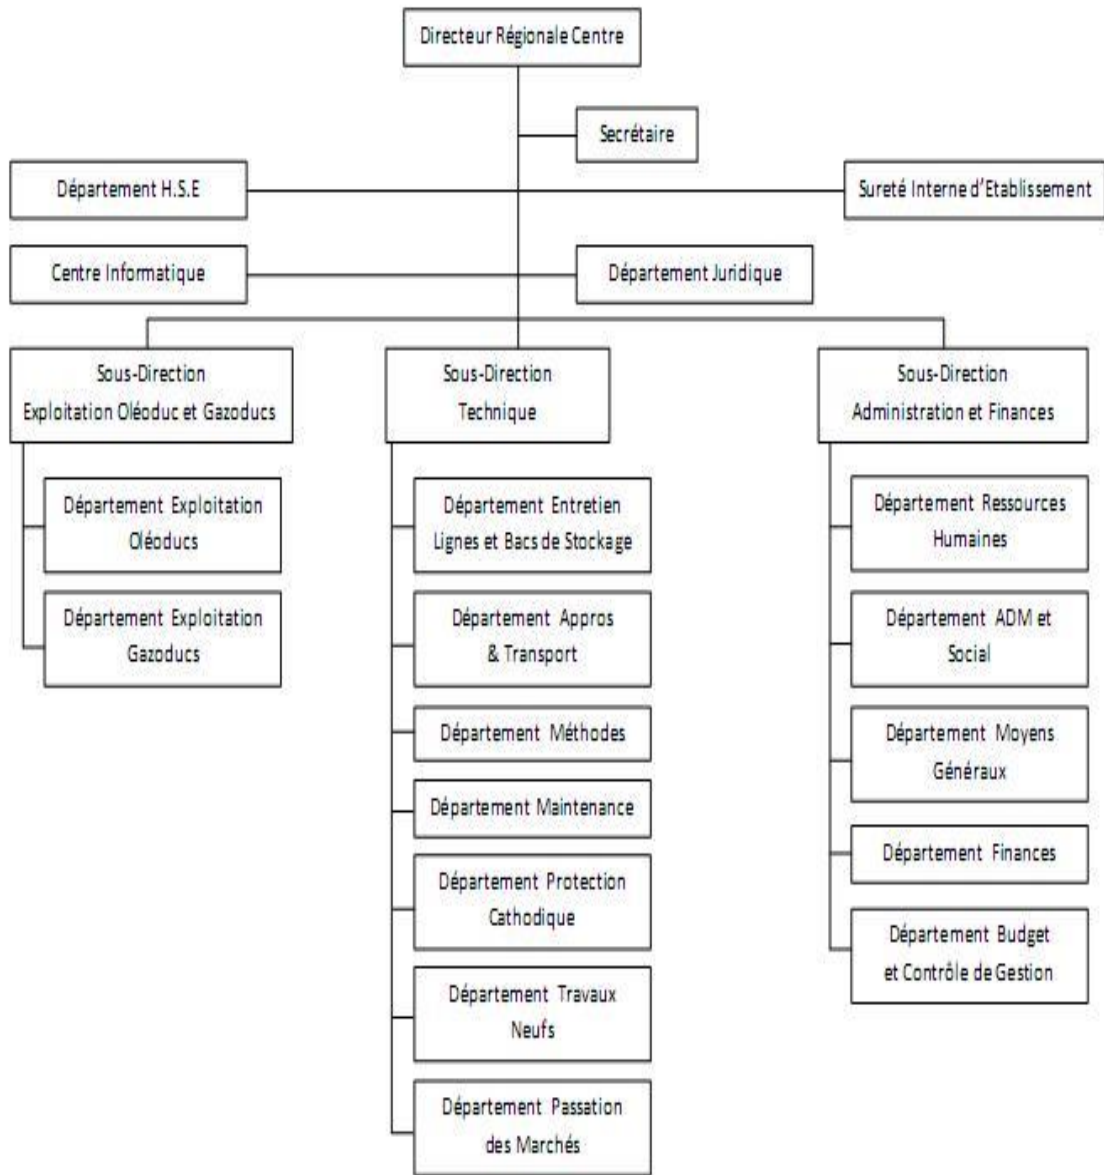 Directeur Régionale Centre
Secrétaire
Département H.S.E
Sureté Interne d'Etablissement
Centre Informatique
Département Juridique
Sous-Direction
Exploitation Oléoduc et Gazoducs
Sous-Direction
Technique
Sous-Direction
Administration et Finances
Département Exploitation
Oléoducs
Département Exploitation
Gazoducs
Département Entretien
Lignes et Bacs de Stockage
Département Appros
& Transport
Département Méthodes
Département Maintenance
Département Protection
Cathodique
Département Travaux
Neufs
Département Passation
des Marchés
Département Ressources
Humaines
Département ADM et
Social
Département Moyens
Généraux
Département Finances
Département Budget
et Contrôle de Gestion